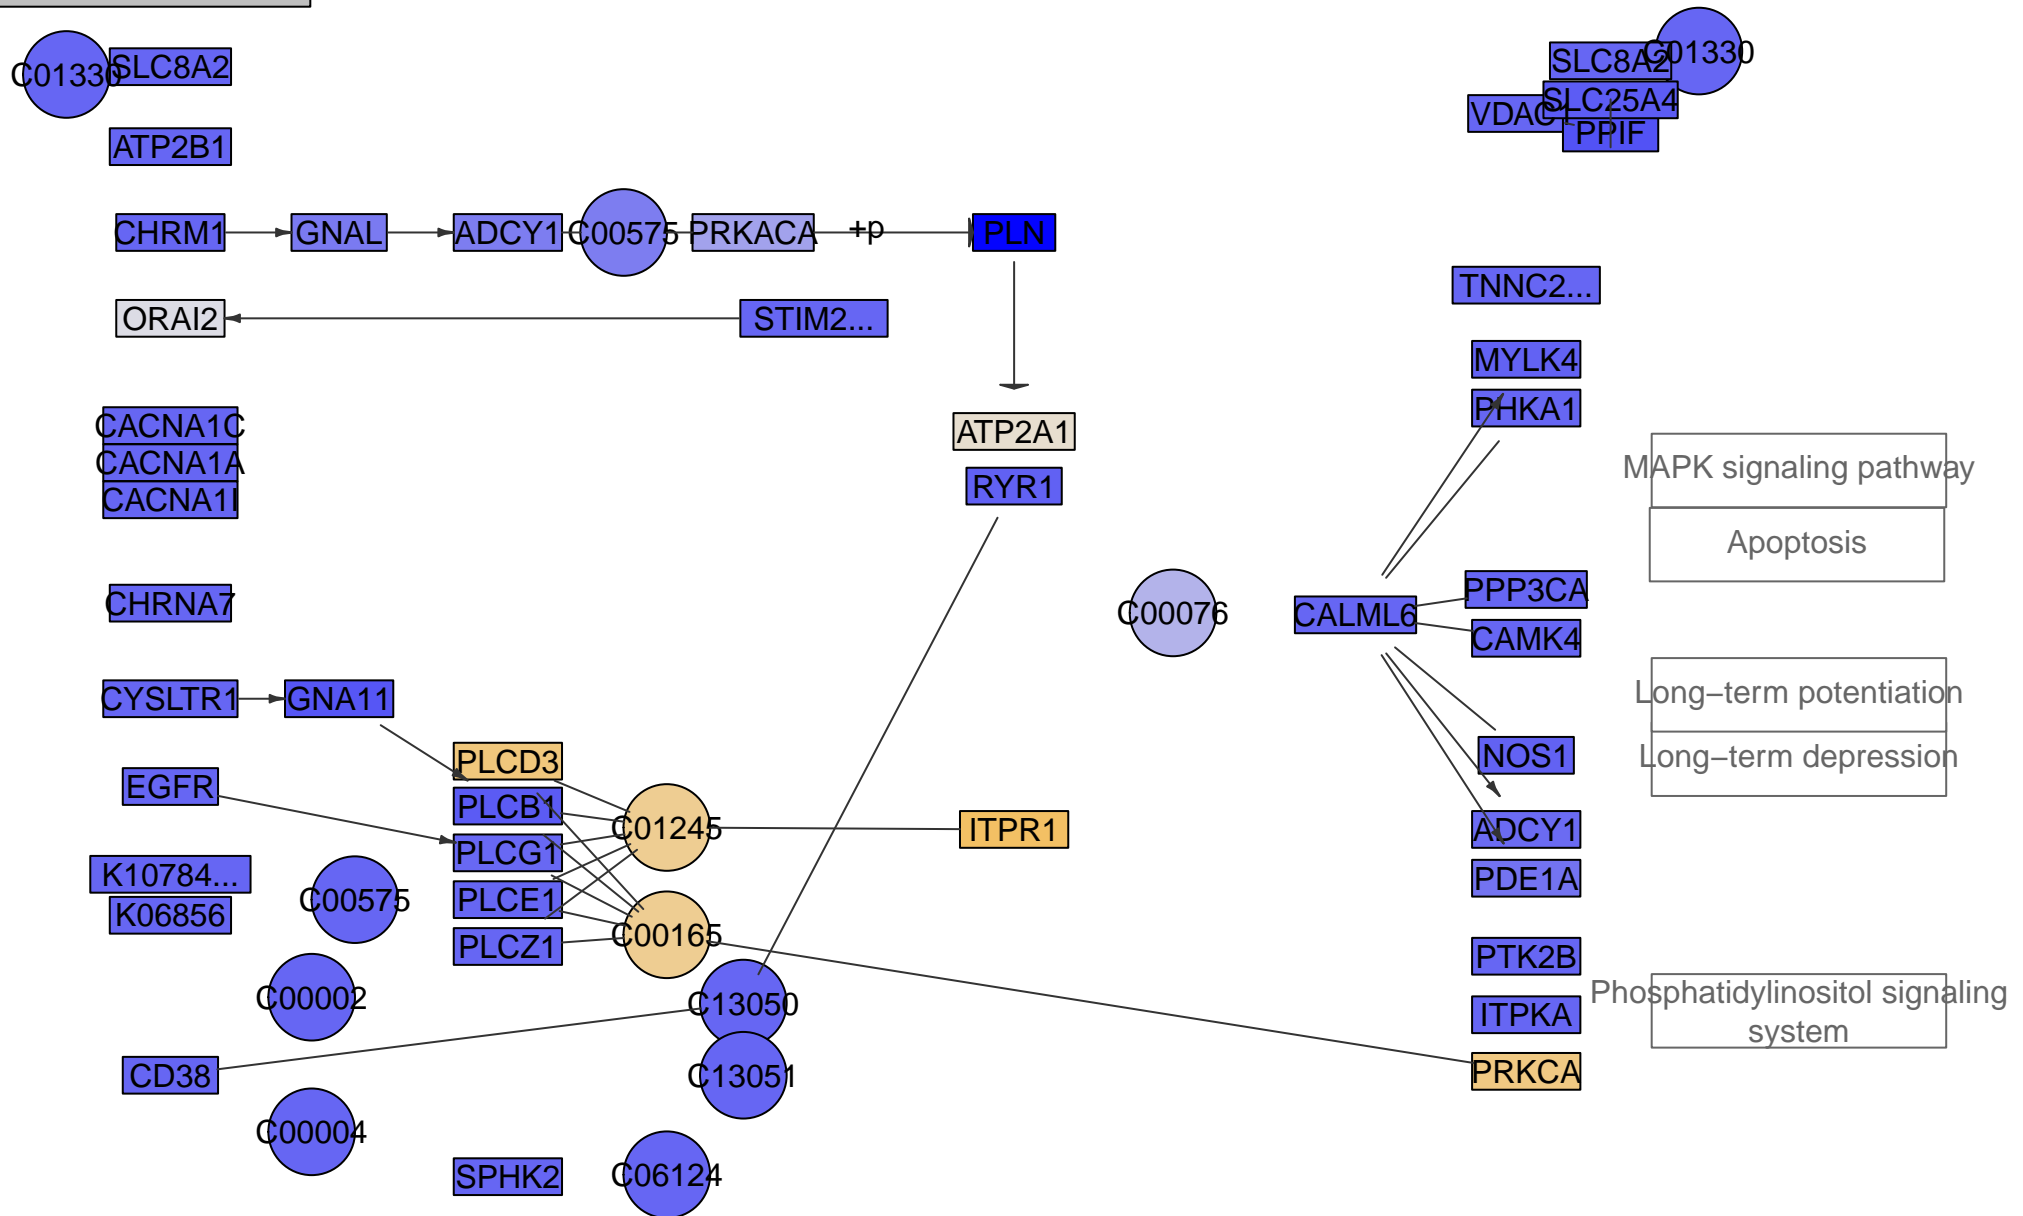 C01330
SLC8A2
SLC8A2
C01330
SLC25A4
VDAC1
PPIF
ATP2B1
CHRM1
GNAL
ADCY1
C00575
PRKACA
+p
PLN
TNNC2...
ORAI2
STIM2...
MYLK4
PHKA1
CACNA1C
CACNA1A
CACNA1I
ATP2A1
RYR1
MAPK signaling pathway
Apoptosis
CHRNA7
C00076
CALML6
PPP3CA
CAMK4
CYSLTR1
GNA11
Long−term potentiation
Long−term depression
NOS1
EGFR
PLCD3
PLCB1
PLCG1
PLCE1
PLCZ1
C01245
C00165
ITPR1
ADCY1
PDE1A
K10784...
K06856
C00575
C00002
PTK2B
ITPKA
PRKCA
Phosphatidylinositol signaling
system
C13050
C13051
CD38
C00004
SPHK2
C06124